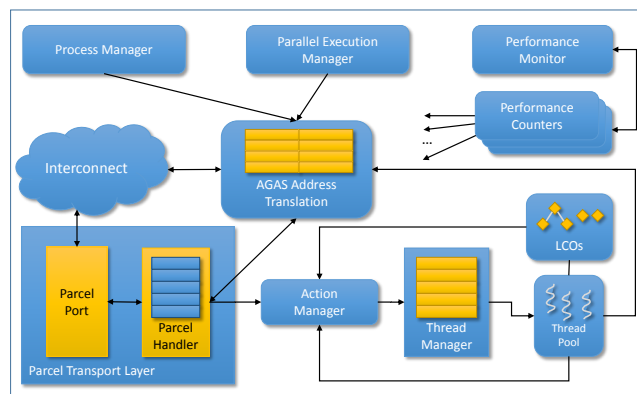 Process Manager
Parallel Execution
Manager
Performance
Monitor
Performance
Counters
...
Interconnect
AGAS Address
Translation
LCOs
Parcel
Port
Parcel
Handler
Action
Manager
Thread
Manager
Thread
Pool
Parcel Transport Layer